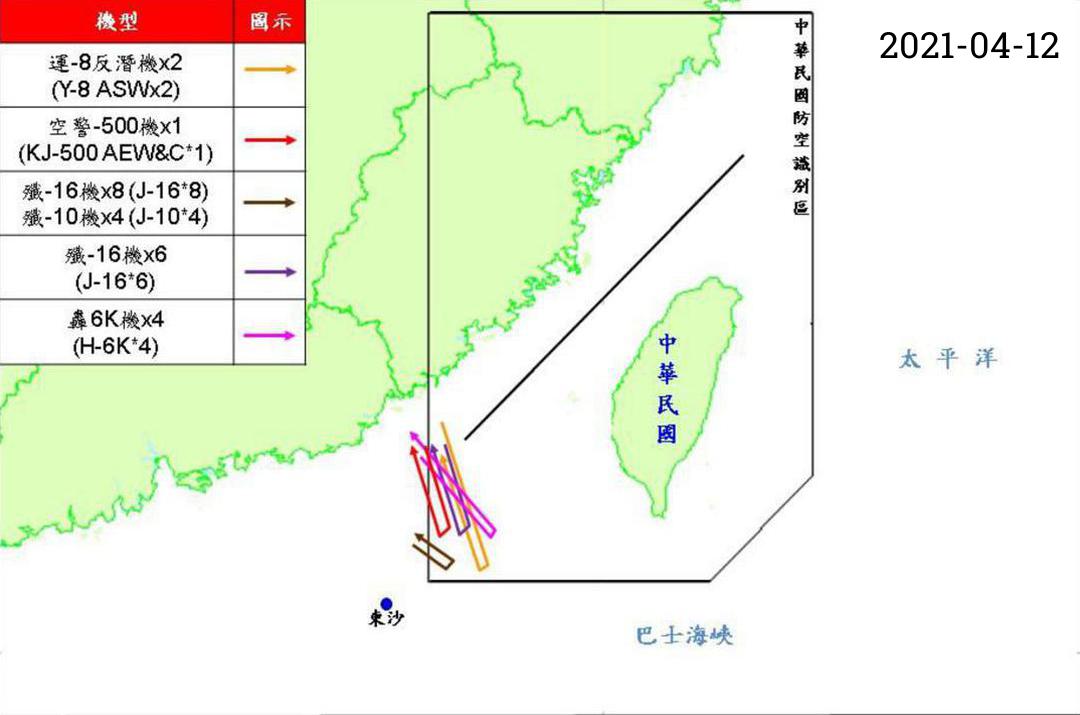 機型 圖示
運-8反潛機x2
(Y-8 ASWx2)
空警-500機x1
(KJ-500 AEW&C*1)
殲-16機x8 (J-16*8)
殲-10機x4 (J-10*4)
殲-16機x6
(J-16*6)
轟6K機x4
(H-6K*4)
2021-04-12
中華民國防空識別區
中華民國
太平洋
東沙
巴士海峽